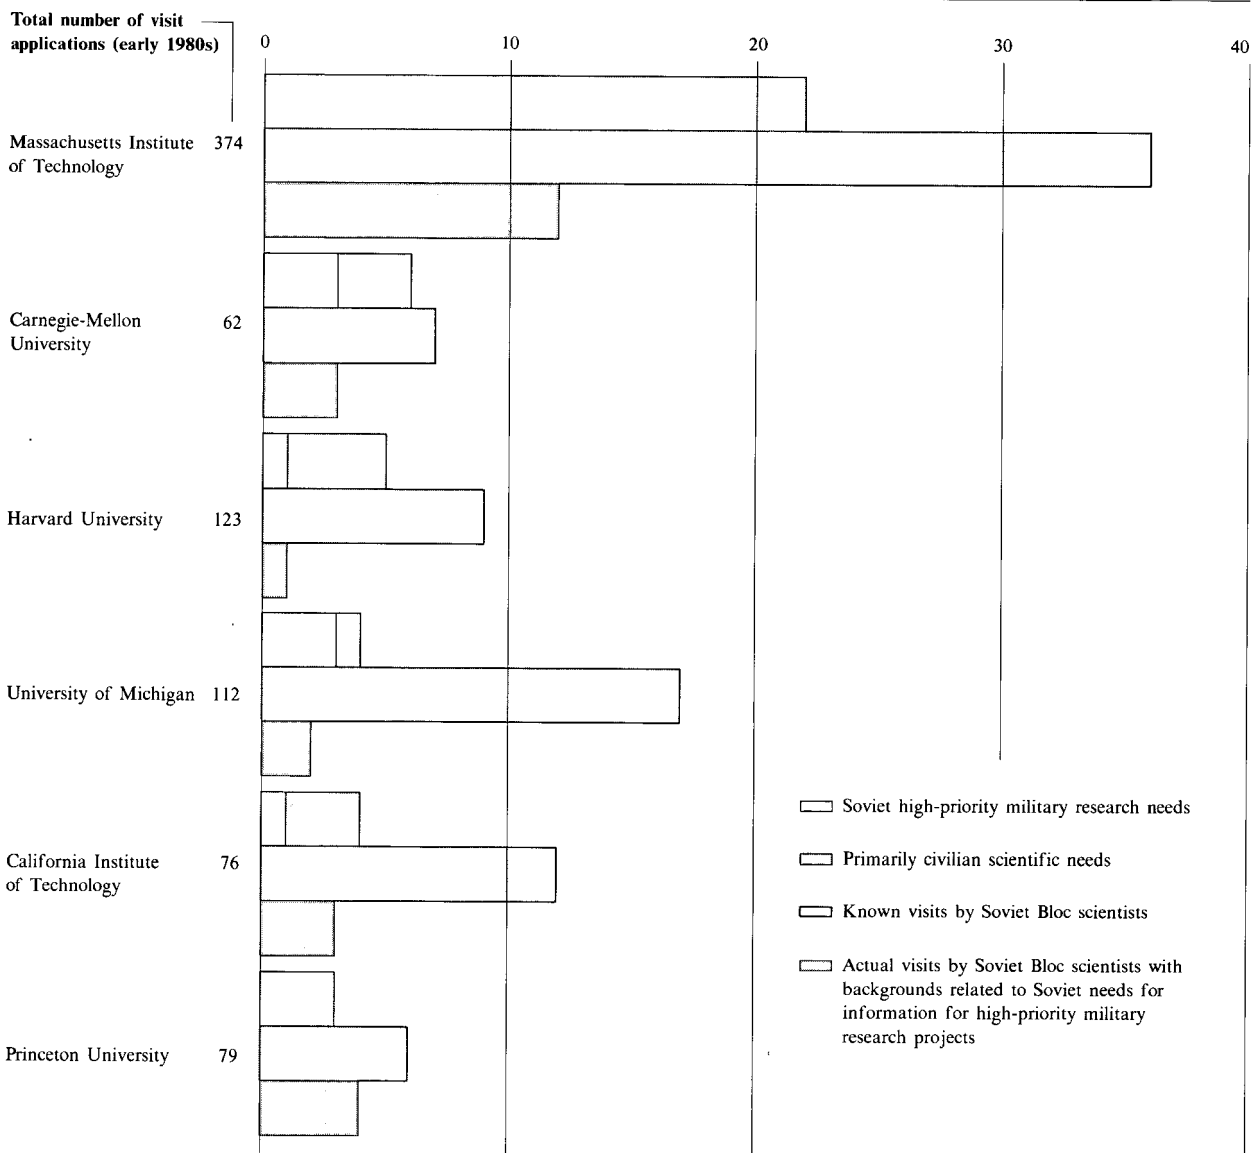 Total number of visit
applications (early 1980s)
0 10 20 30 40
Massachusetts Institute 374
of Technology
Carnegie-Mellon 62
University
Harvard University 123
University of Michigan 112
California Institute 76
of Technology
Princeton University 79
Soviet high-priority military research needs
Primarily civilian scientific needs
Known visits by Soviet Bloc scientists
Actual visits by Soviet Bloc scientists with
backgrounds related to Soviet needs for
information for high-priority military
research projects